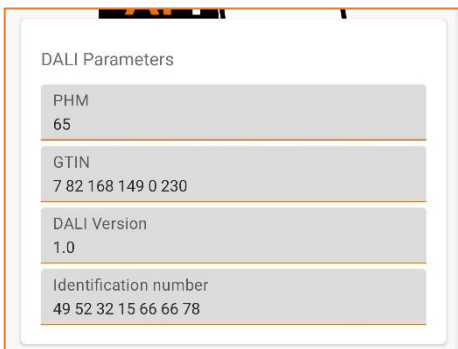 DALI Parameters
PHM
65
GTIN
7 82 168 149 0 230
DALI Version
1.0
Identification number
49 52 32 15 66 66 78